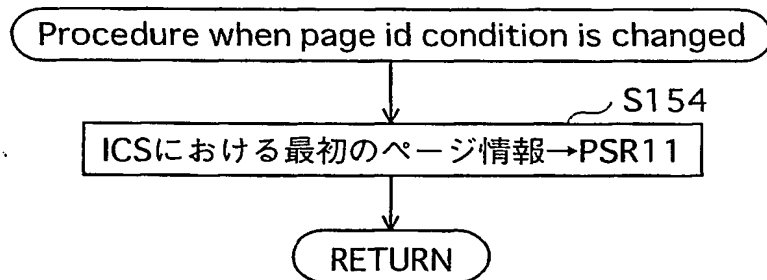 Procedure when page id condition is changed
S154
ICSにおける最初のページ情報→PSR11
RETURN